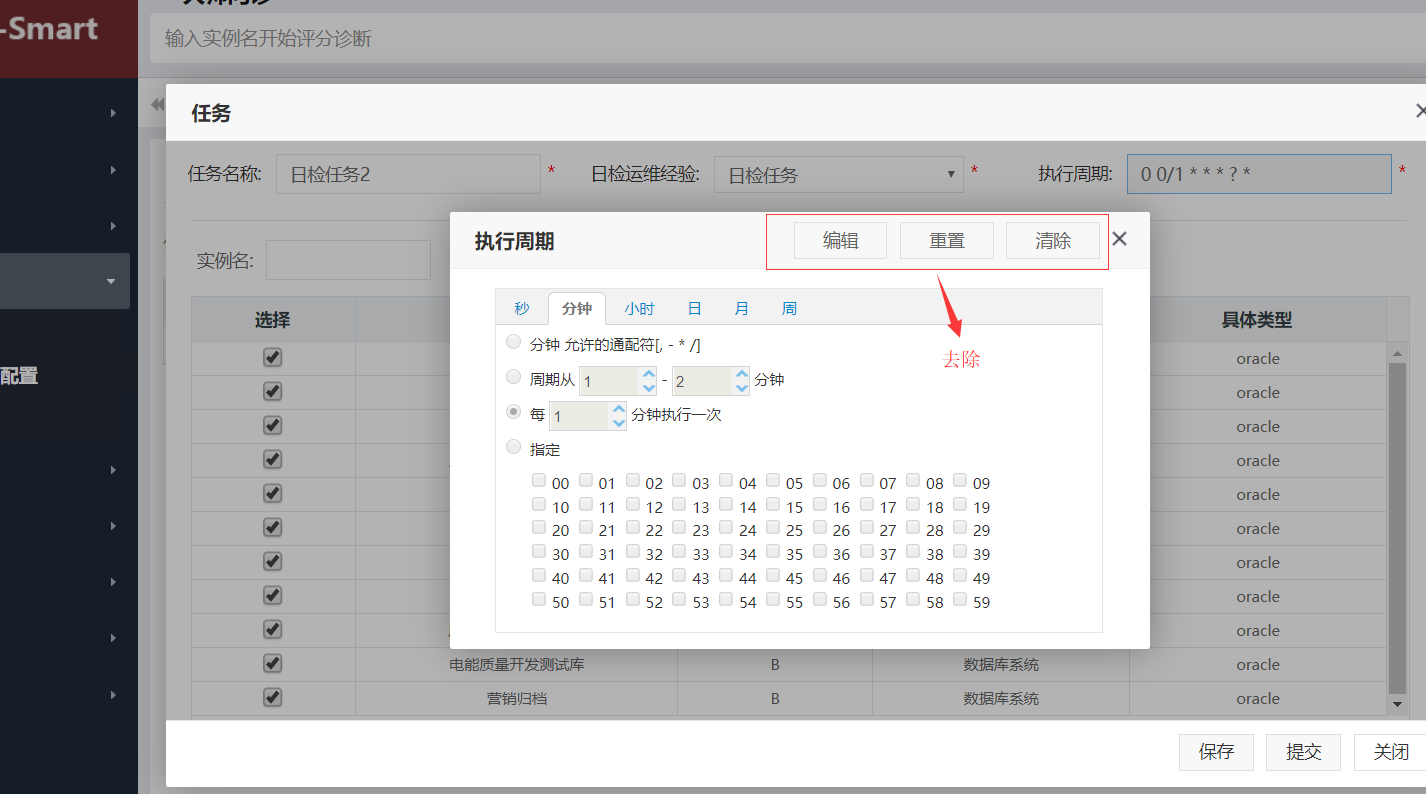 -Smart
输入实例名开始评分诊断
任务
任务名称: 日检任务2 * 日检运维经验: 日检任务 * 执行周期: 0 0/1 * * * ? * *
执行周期 编辑 重置 清除
实例名:
秒 分钟 小时 日 月 周
选择 具体类型
去除
分钟 允许的通配符[, - * /]
周期从 1 - 2 分钟
每 1 分钟执行一次
指定
00 01 02 03 04 05 06 07 08 09
10 11 12 13 14 15 16 17 18 19
20 21 22 23 24 25 26 27 28 29
30 31 32 33 34 35 36 37 38 39
40 41 42 43 44 45 46 47 48 49
50 51 52 53 54 55 56 57 58 59
oracle
oracle
oracle
oracle
oracle
oracle
oracle
oracle
oracle
配置
电能质量开发测试库 B 数据库系统 oracle
营销归档 B 数据库系统 oracle
保存 提交 关闭